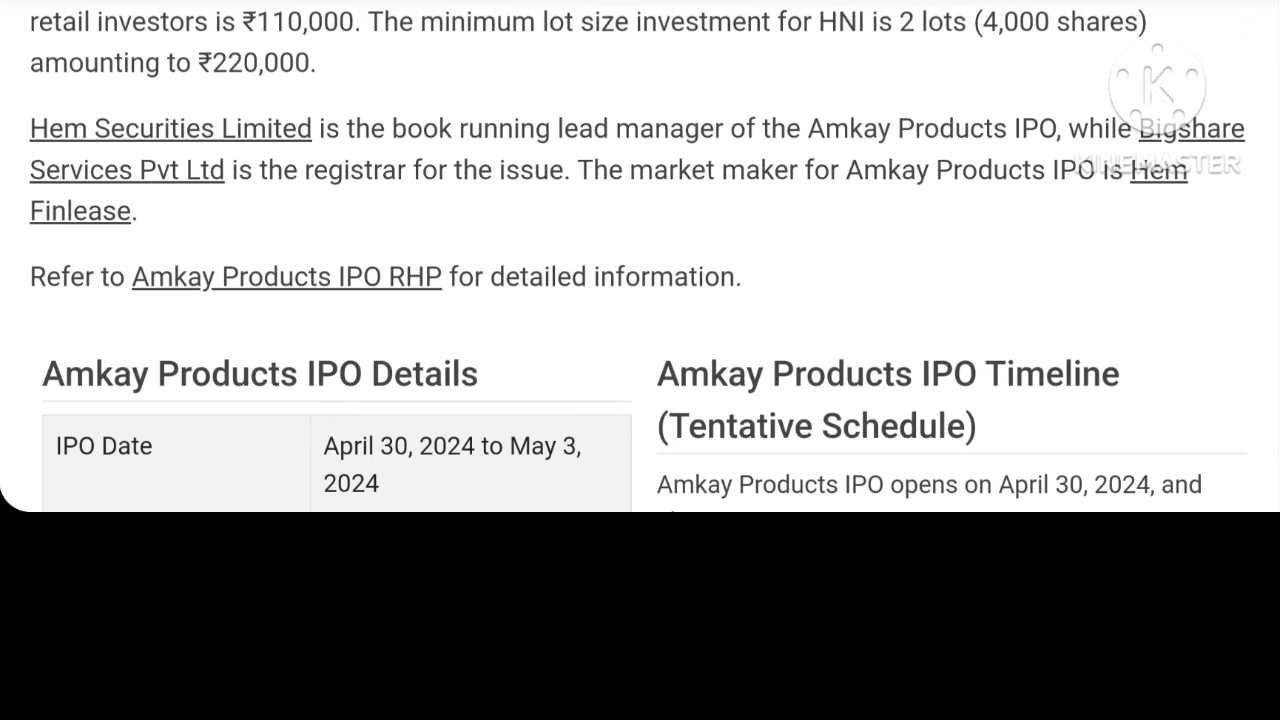 retail investors is ₹110,000. The minimum lot size investment for HNI is 2 lots (4,000 shares)
amounting to ₹220,000.
Hem Securities Limited is the book running lead manager of the Amkay Products IPO, while Bigshare
Services Pvt Ltd is the registrar for the issue. The market maker for Amkay Products IPO is Hem
Finlease.
Refer to Amkay Products IPO RHP for detailed information.
Amkay Products IPO Details
IPO Date
April 30, 2024 to May 3,
2024
Amkay Products IPO Timeline
(Tentative Schedule)
Amkay Products IPO opens on April 30, 2024, and
K
KINEMASTER